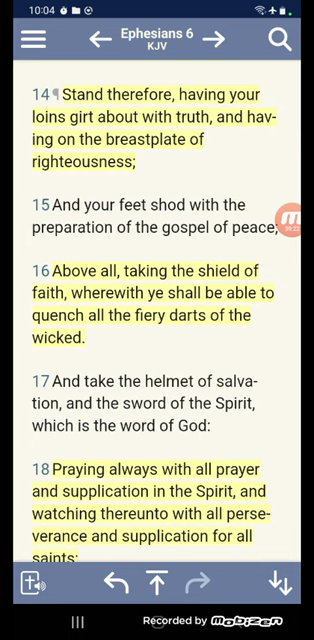 10:04
Ephesians 6
KJV
14 ¶ Stand therefore, having your
loins girt about with truth, and hav-
ing on the breastplate of
righteousness;
15 And your feet shod with the
preparation of the gospel of peace;
09:22
16 Above all, taking the shield of
faith, wherewith ye shall be able to
quench all the fiery darts of the
wicked.
17 And take the helmet of salva-
tion, and the sword of the Spirit,
which is the word of God:
18 Praying always with all prayer
and supplication in the Spirit, and
watching thereunto with all perse-
verance and supplication for all
saints;
Recorded by mobizen